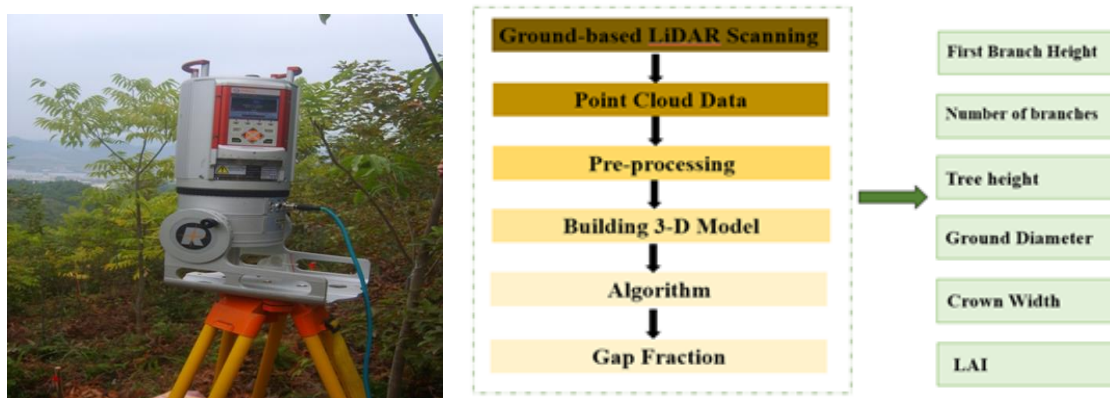 Ground-based LiDAR Scanning
Point Cloud Data
Pre-processing
Building 3-D Model
Algorithm
Gap Fraction
First Branch Height
Number of branches
Tree height
Ground Diameter
Crown Width
LAI
R